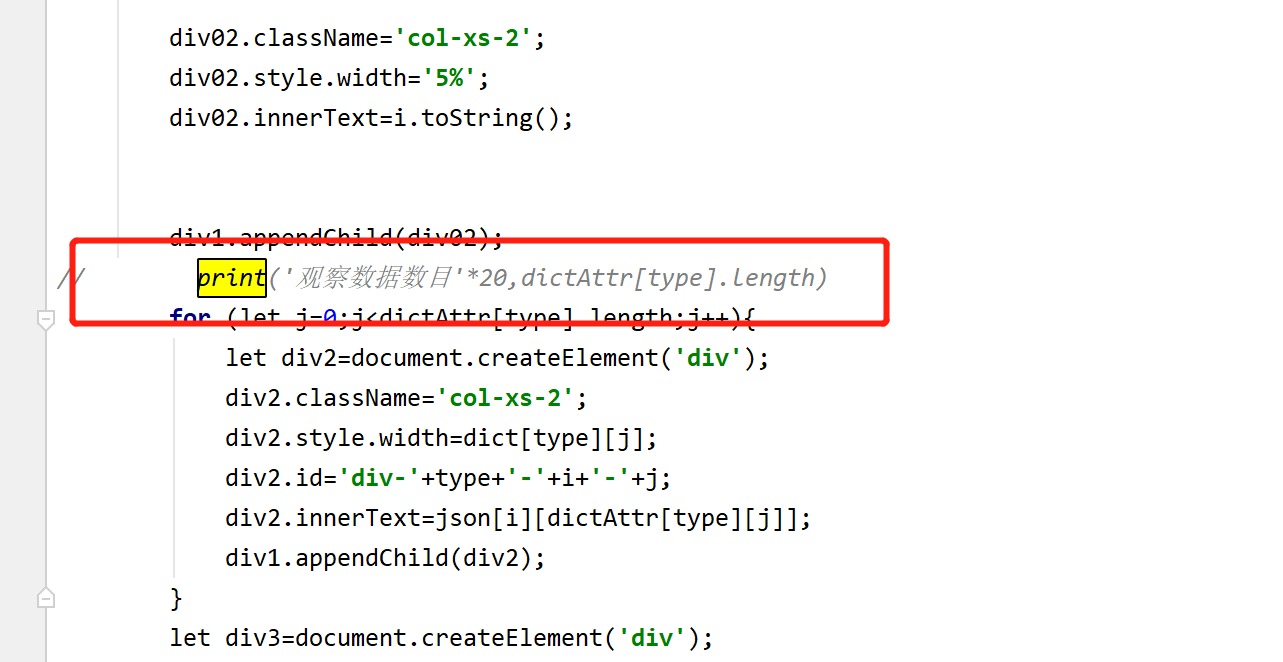 div02.className='col-xs-2';
div02.style.width='5%';
div02.innerText=i.toString();
div1.appendChild(div02);
// print('观察数据数目'*20,dictAttr[type].length)
for (let j=0;j<dictAttr[type].length;j++){
let div2=document.createElement('div');
div2.className='col-xs-2';
div2.style.width=dict[type][j];
div2.id='div-'+type+'-'+i+'-'+j;
div2.innerText=json[i][dictAttr[type][j]];
div1.appendChild(div2);
}
let div3=document.createElement('div');